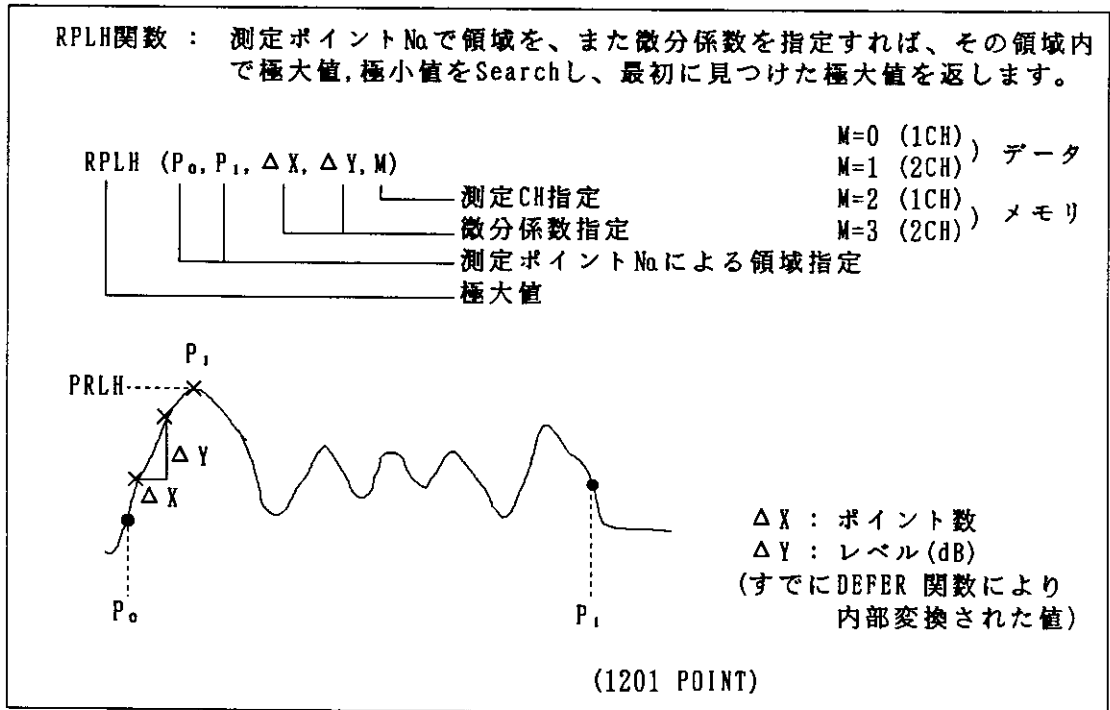 RPLH関数 : 測定ポイント№で領域を、また微分係数を指定すれば、その領域内
で極大値,極小値をSearchし、最初に見つけた極大値を返します。
RPLH (P₀, P₁, ΔX, ΔY, M)
測定CH指定
微分係数指定
測定ポイント№による領域指定
極大値
M=0 (1CH)
M=1 (2CH)
) データ
M=2 (1CH)
M=3 (2CH)
) メモリ
P₁
PRLH
ΔY
ΔX
P₀
P₁
ΔX : ポイント数
ΔY : レベル(dB)
(すでにDEFER 関数により
内部変換された値)
(1201 POINT)